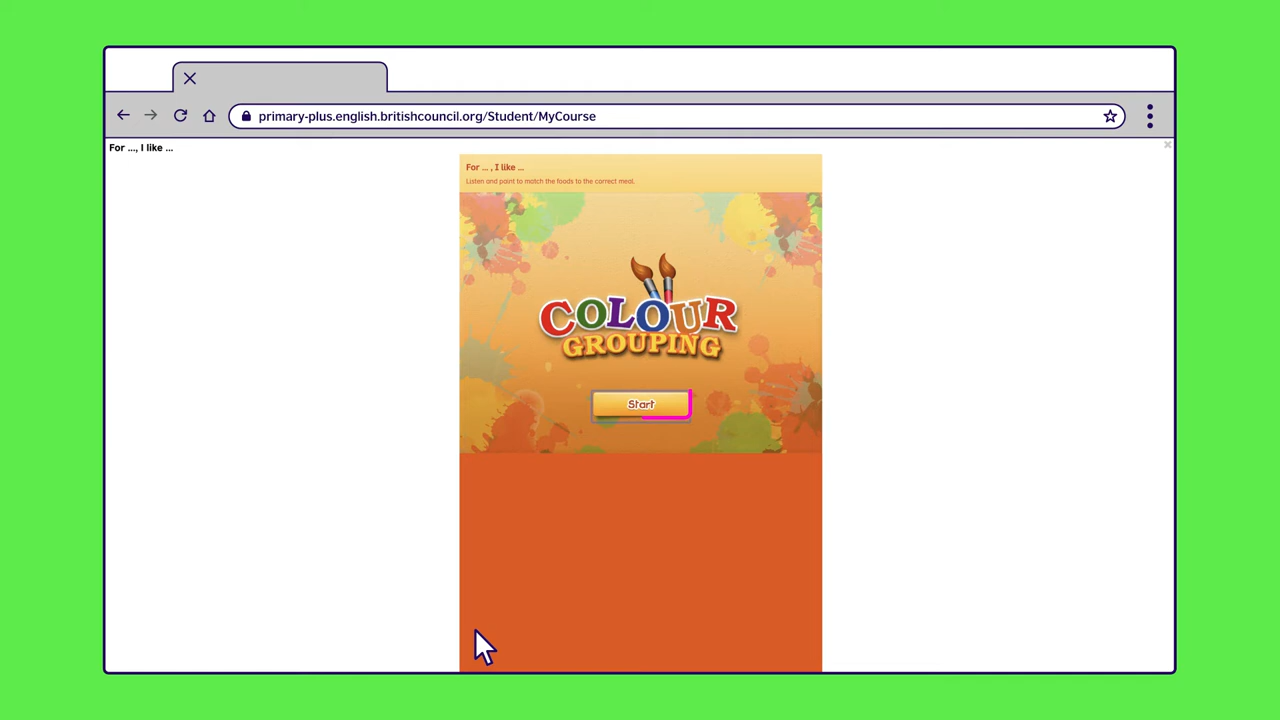 primary-plus.english.britishcouncil.org/Student/MyCourse
For ..., I like ...
For ... , I like ...
Listen and paint to match the foods to the correct meal.
COLOUR
GROUPING
Start